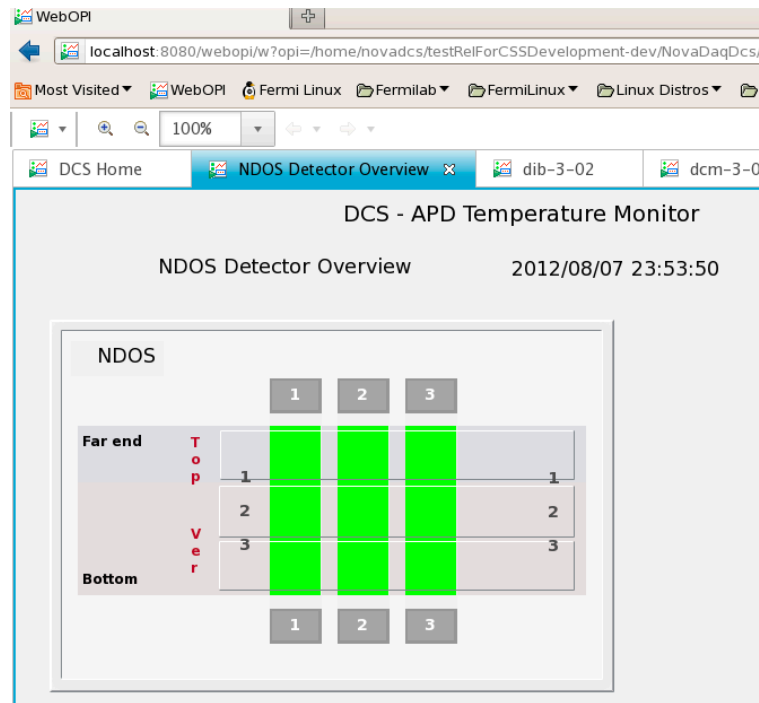 WebOPI
localhost:8080/webopi/w?opi=/home/novadcs/testRelForCSSDevelopment-dev/NovaDaqDcs/
Most Visited WebOPI Fermi Linux Fermilab FermiLinux Linux Distros
100%
DCS Home NDOS Detector Overview dib-3-02 dcm-3-0
DCS - APD Temperature Monitor
NDOS Detector Overview 2012/08/07 23:53:50
NDOS
1 2 3
Far end Top
1 1
2 2
Ver
3 3
Bottom
1 2 3